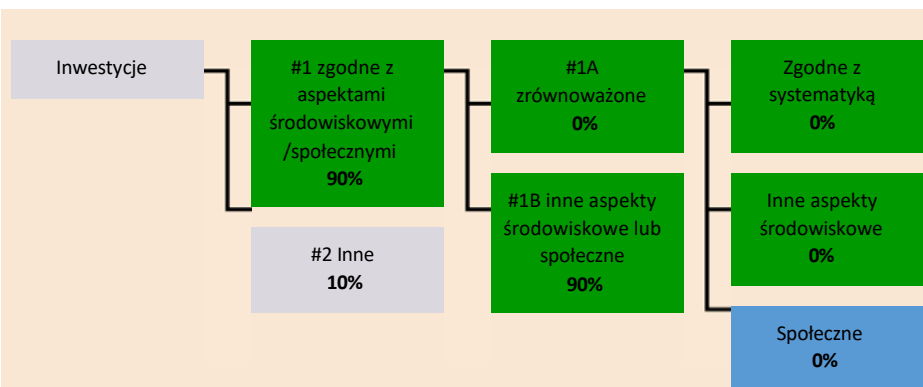 Inwestycje
#1 zgodne z
aspektami
środowiskowymi
/społecznymi
90%
#2 Inne
10%
#1A
zrównoważone
0%
#1B inne aspekty
środowiskowe lub
społeczne
90%
Zgodne z
systematyką
0%
Inne aspekty
środowiskowe
0%
Społeczne
0%